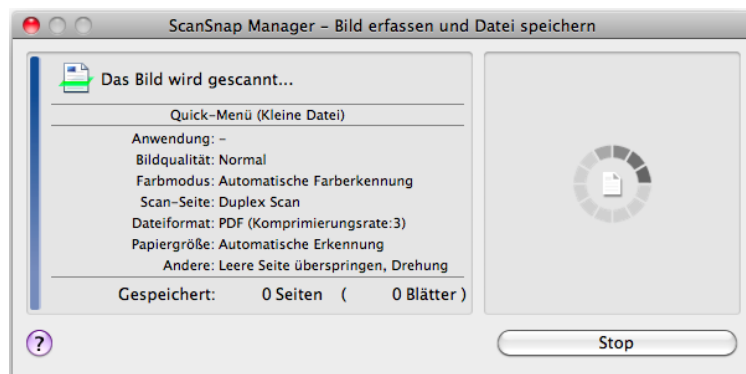 ScanSnap Manager – Bild erfassen und Datei speichern
Das Bild wird gescannt...
Quick–Menü (Kleine Datei)
Anwendung: –
Bildqualität: Normal
Farbmodus: Automatische Farberkennung
Scan–Seite: Duplex Scan
Dateiformat: PDF (Komprimierungsrate:3)
Papiergröße: Automatische Erkennung
Andere: Leere Seite überspringen, Drehung
Gespeichert: 0 Seiten ( 0 Blätter )
? Stop